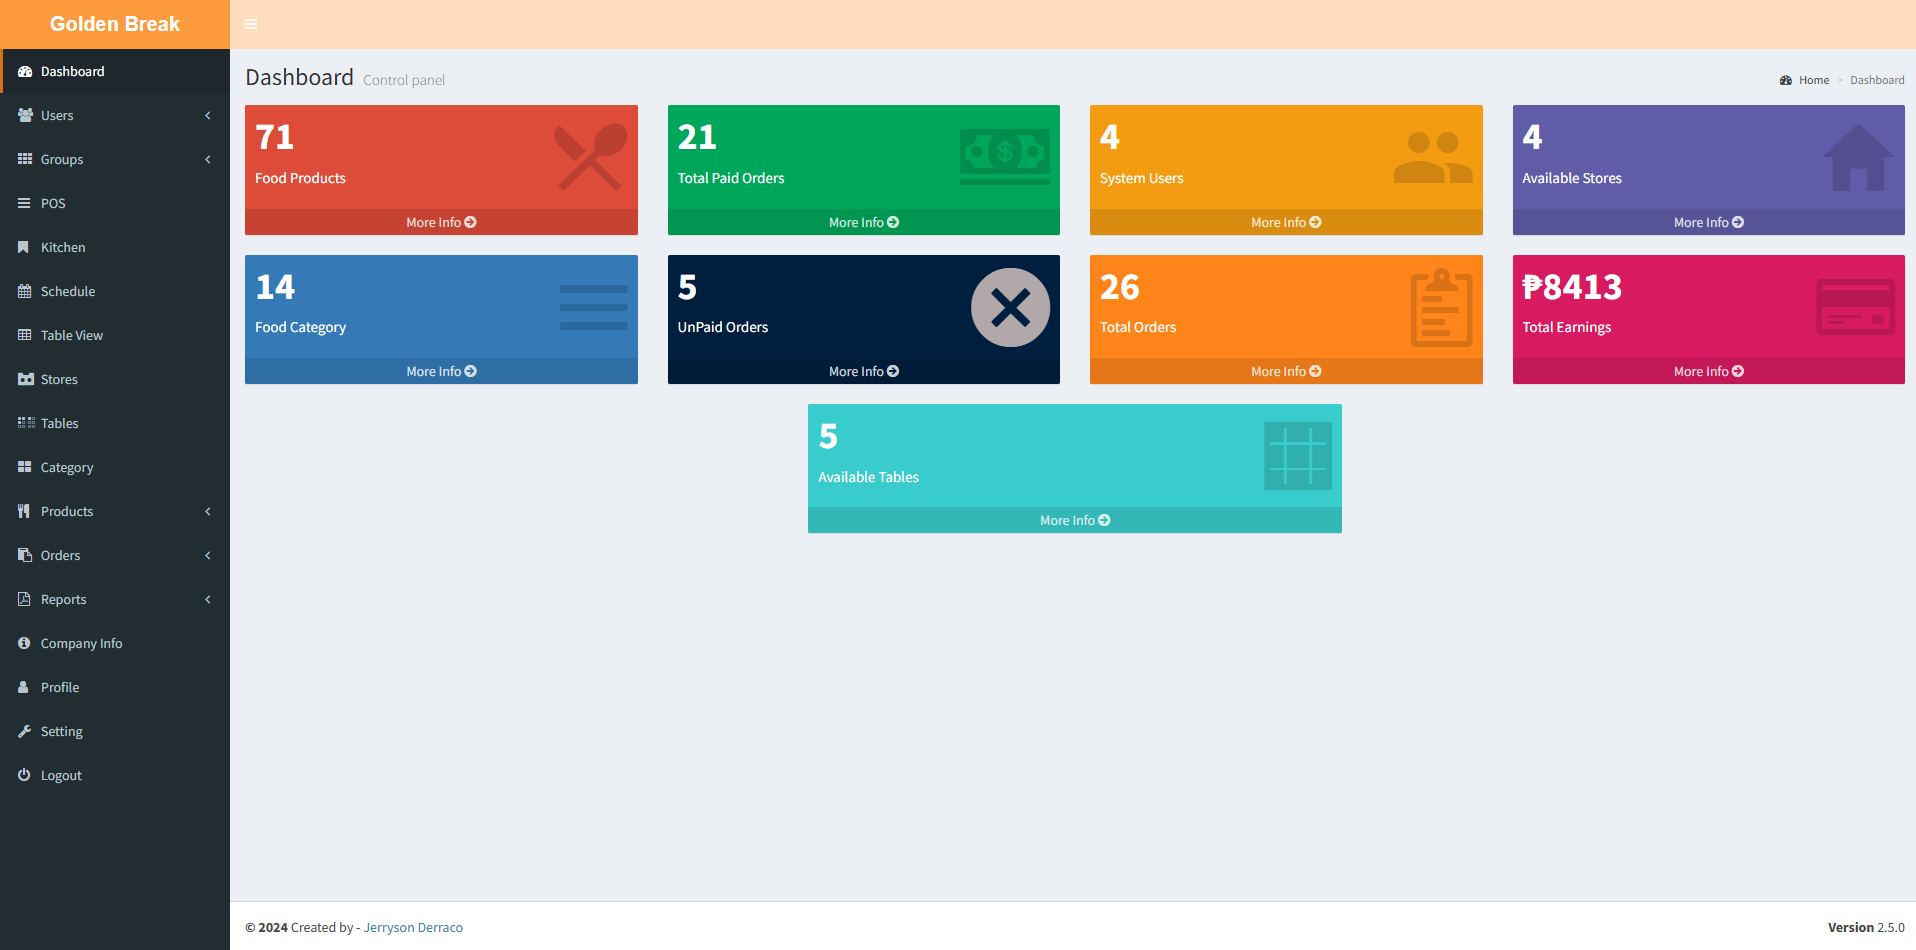 Golden Break
Dashboard
Users
Groups
POS
Kitchen
Schedule
Table View
Stores
Tables
Category
Products
Orders
Reports
Company Info
Profile
Setting
Logout
Dashboard Control panel
Home > Dashboard
71
Food Products
More Info
21
Total Paid Orders
More Info
4
System Users
More Info
4
Available Stores
More Info
14
Food Category
More Info
5
UnPaid Orders
More Info
26
Total Orders
More Info
₱8413
Total Earnings
More Info
5
Available Tables
More Info
© 2024 Created by - Jerryson Derraco
Version 2.5.0